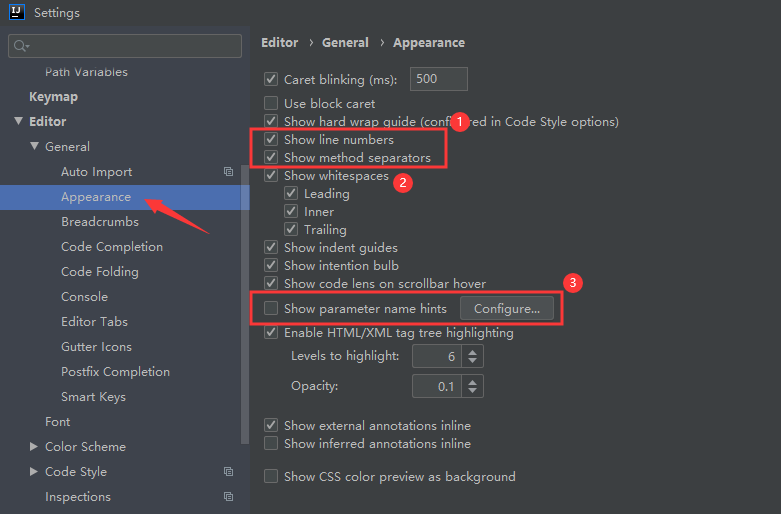 IJ Settings
Path Variables
Keymap
Editor
General
Auto Import
Appearance
Breadcrumbs
Code Completion
Code Folding
Console
Editor Tabs
Gutter Icons
Postfix Completion
Smart Keys
Font
Color Scheme
Code Style
Inspections
Editor › General › Appearance
Caret blinking (ms): 500
Use block caret
Show hard wrap guide (conf 1 ed in Code Style options)
Show line numbers
Show method separators
Show whitespaces
2
Leading
Inner
Trailing
Show indent guides
Show intention bulb
Show code lens on scrollbar hover
3
Show parameter name hints Configure...
Enable HTML/XML tag tree highlighting
Levels to highlight: 6
Opacity: 0.1
Show external annotations inline
Show inferred annotations inline
Show CSS color preview as background